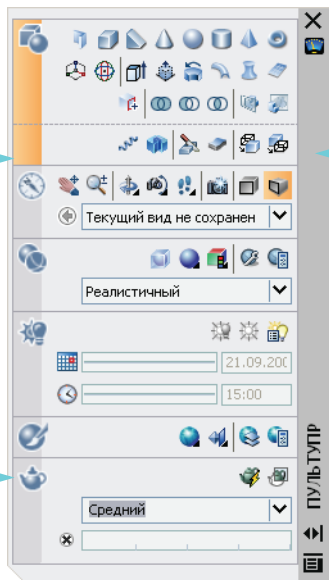 Текущий вид не сохранен
Реалистичный
21.09.200
15:00
Средний
ПУЛЬТУПР